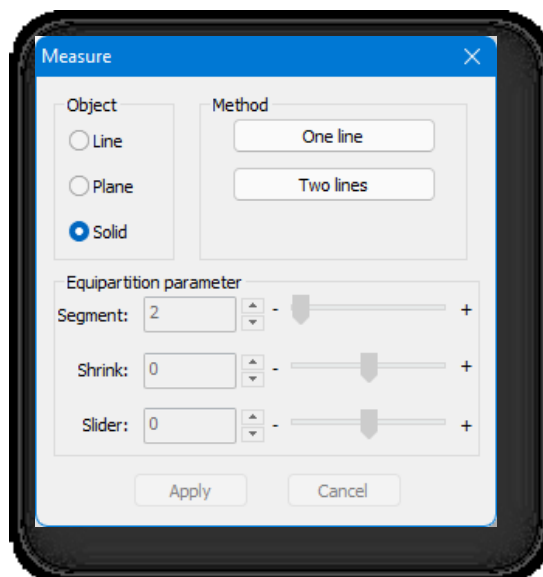 Measure
Object
Line
Plane
Solid
Method
One line
Two lines
Equipartition parameter
Segment: 2 - +
Shrink: 0 - +
Slider: 0 - +
Apply Cancel